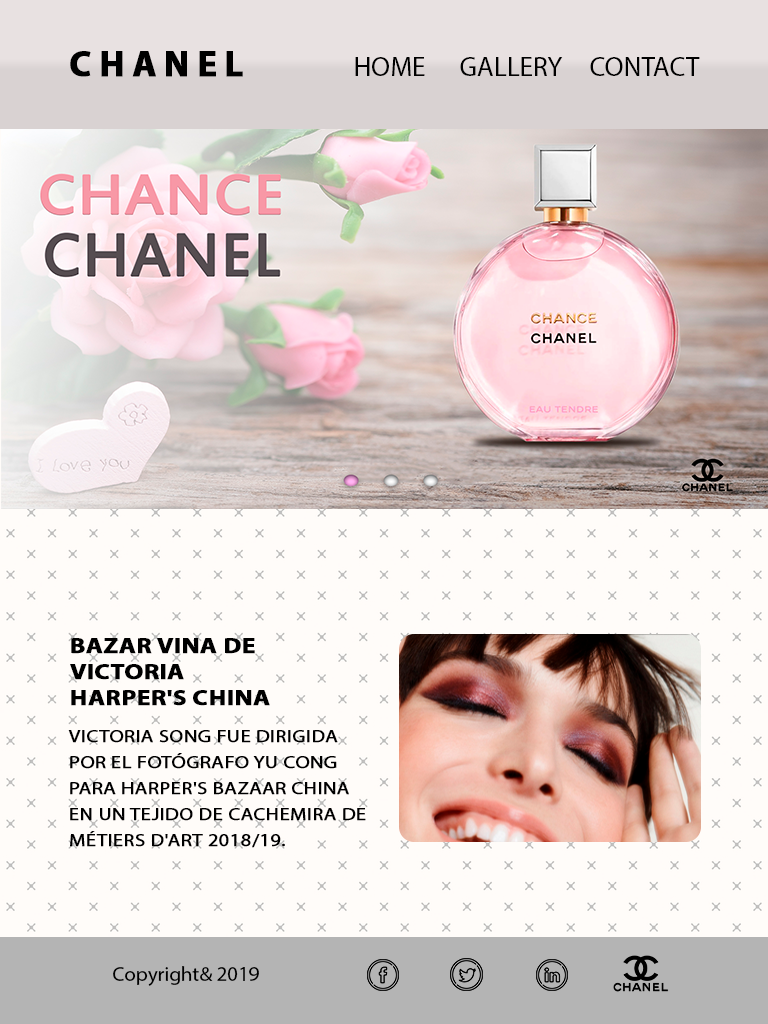 CHANEL
HOME GALLERY CONTACT
CHANCE
CHANEL
CHANCE
CHANEL
EAU TENDRE
I love you
CHANEL
BAZAR VINA DE
VICTORIA
HARPER'S CHINA
VICTORIA SONG FUE DIRIGIDA
POR EL FOTÓGRAFO YU CONG
PARA HARPER'S BAZAAR CHINA
EN UN TEJIDO DE CACHEMIRA DE
MÉTIERS D'ART 2018/19.
Copyright& 2019
f
in
CHANEL